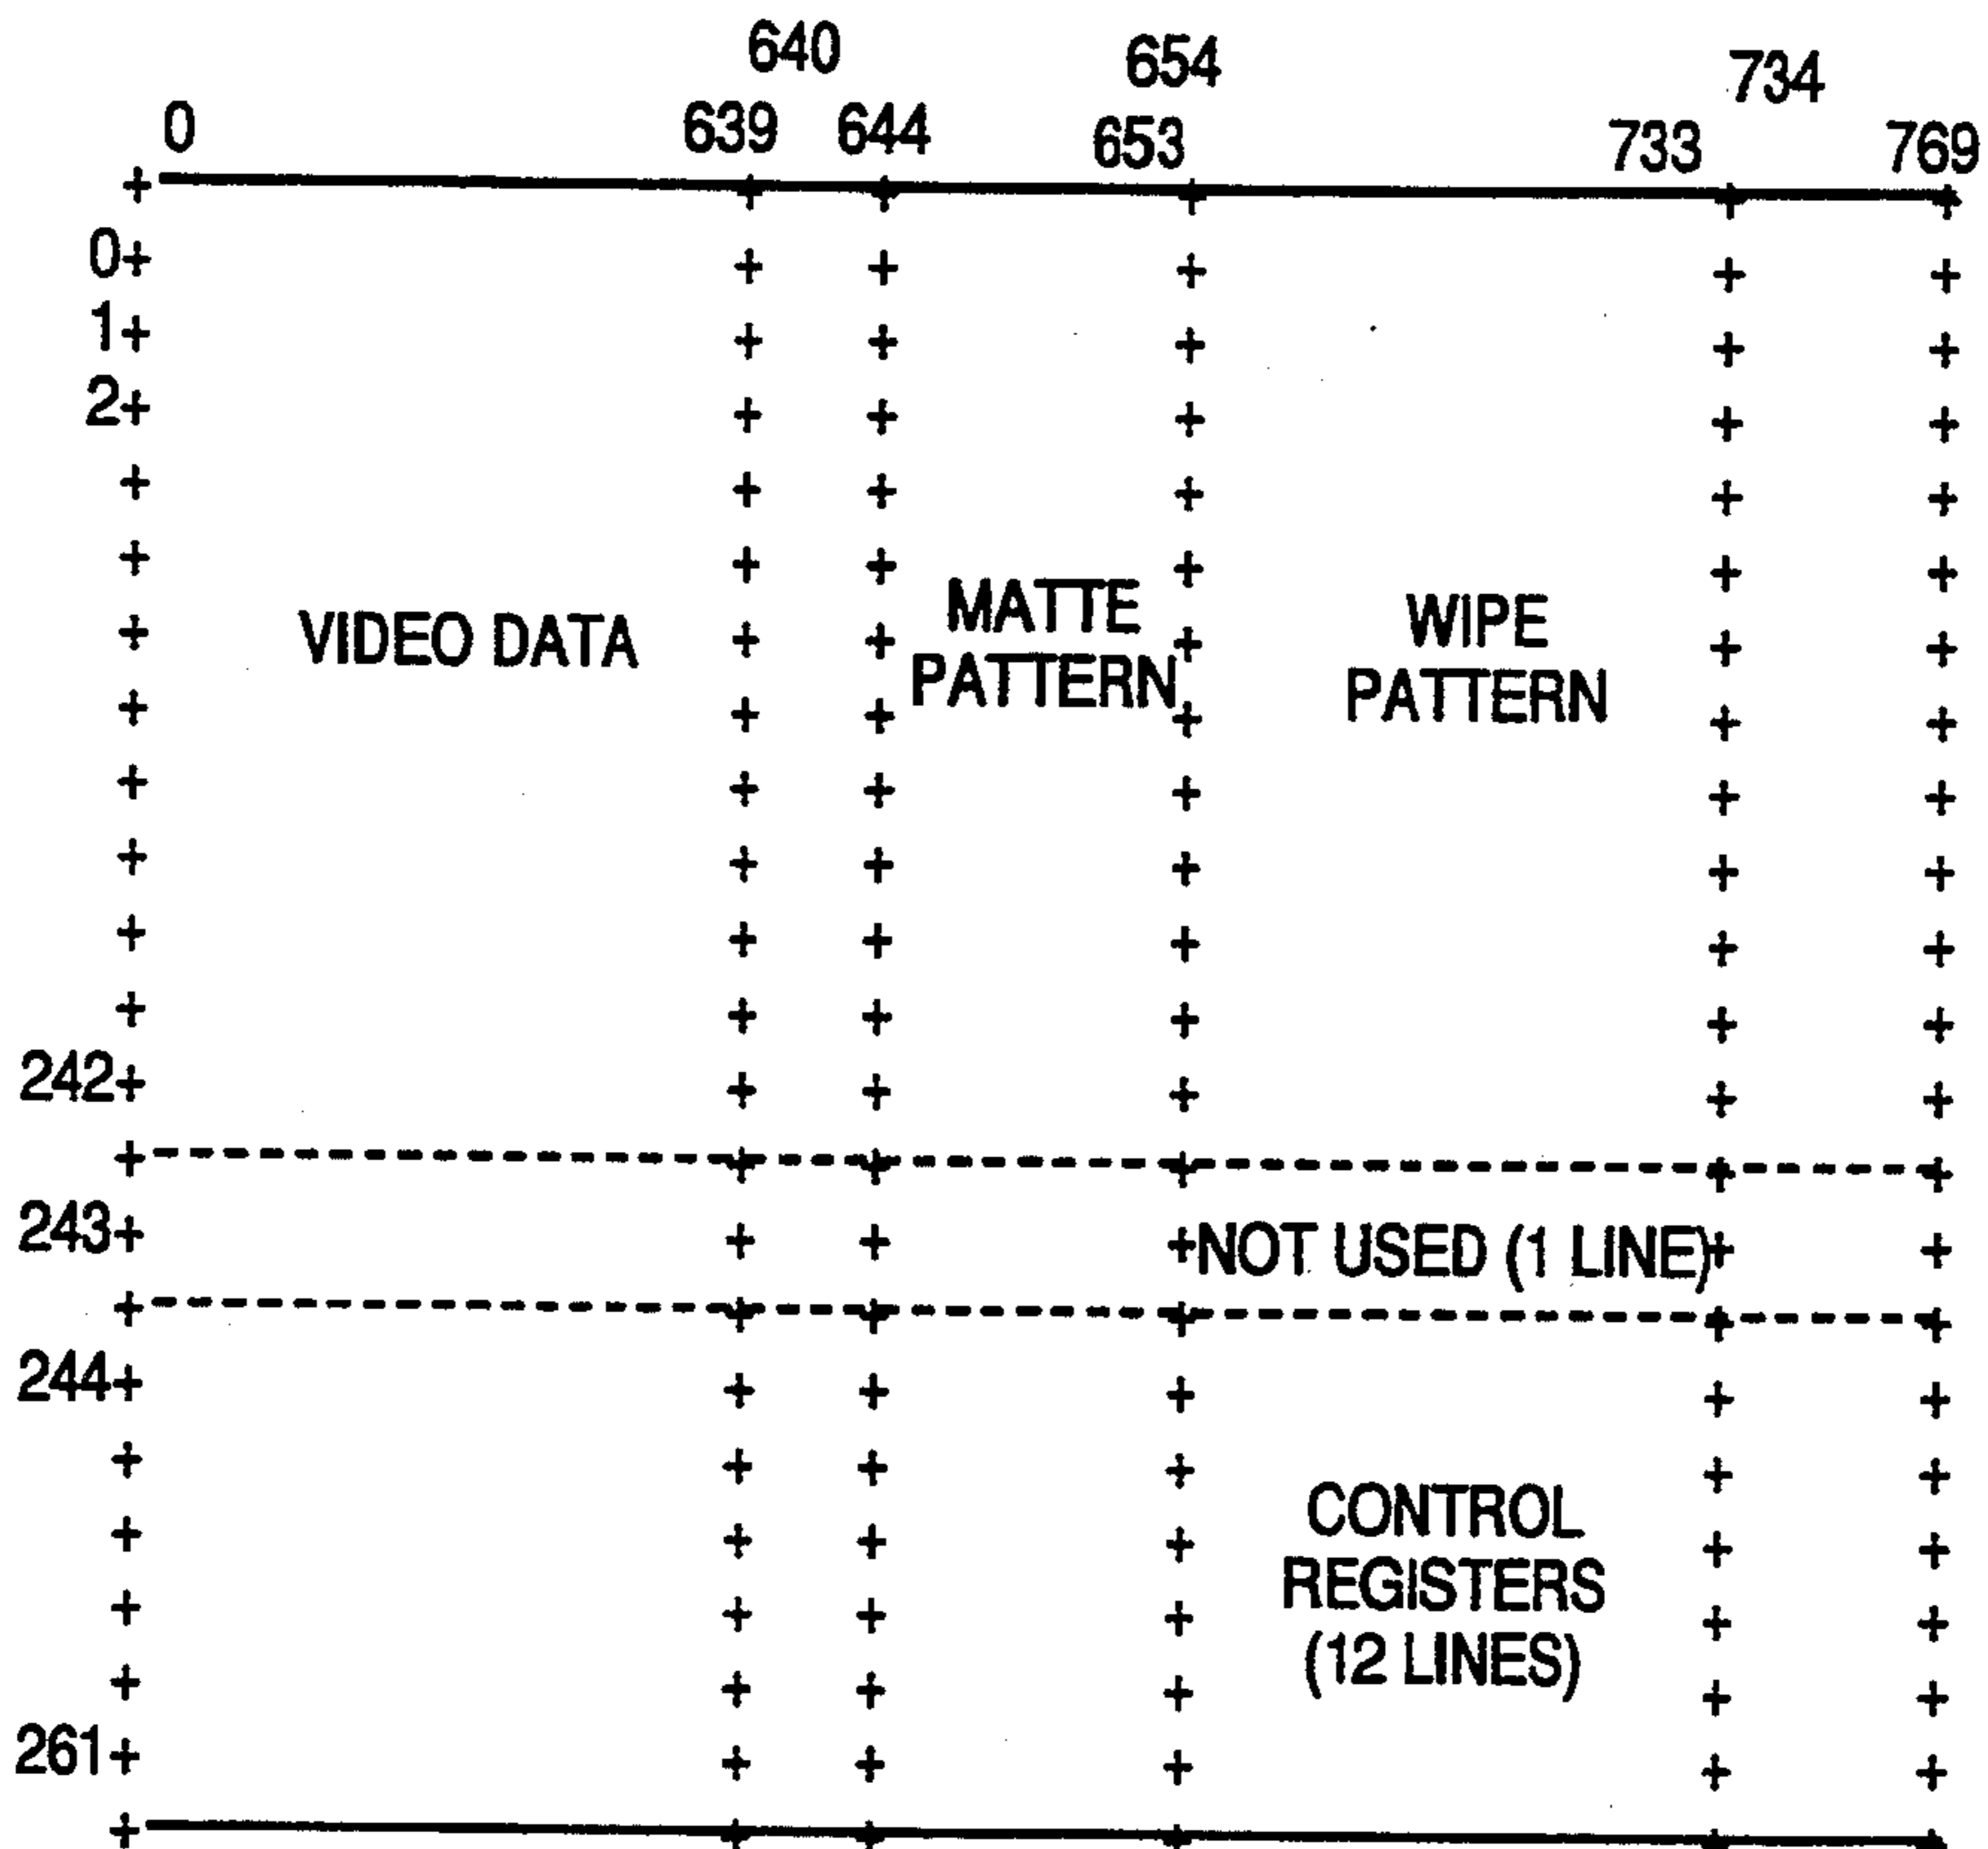 640 654 734
0 639 644 653 733 769
0
1
2
VIDEO DATA
MATTE
PATTERN
WIPE
PATTERN
242
243 NOT USED (1 LINE)
244
CONTROL
REGISTERS
(12 LINES)
261